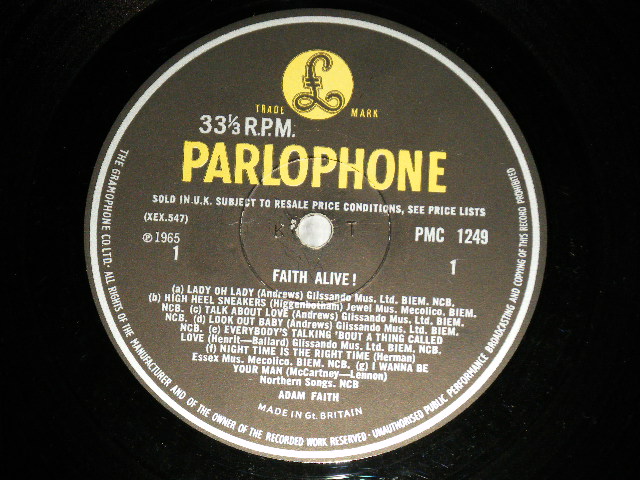 TRADE MARK
33⅓ R.P.M.
PARLOPHONE
SOLD IN U.K. SUBJECT TO RESALE PRICE CONDITIONS, SEE PRICE LISTS
(XEX.547)
℗1965
1
K T
PMC 1249
1
FAITH ALIVE!
(a) LADY OH LADY (Andrews) Glissando Mus. Ltd. BIEM. NCB.
(b) HIGH HEEL SNEAKERS (Higgenbotham) Jewel Mus. Mecolico. BIEM.
NCB. (c) TALK ABOUT LOVE (Andrews) Glissando Mus. Ltd. BIEM.
NCB. (d) LOOK OUT BABY (Andrews) Glissando Mus. Ltd. BIEM.
NCB. (e) EVERYBODY'S TALKING 'BOUT A THING CALLED
LOVE (Henrit—Ballard) Glissando Mus. Ltd. BIEM. NCB.
(f) NIGHT TIME IS THE RIGHT TIME (Herman)
Essex Mus. Mecolico. BIEM. NCB. (g) I WANNA BE
YOUR MAN (McCartney—Lennon)
Northern Songs. NCB
ADAM FAITH
MADE IN Gt. BRITAIN
THE GRAMOPHONE CO. LTD. · ALL RIGHTS OF THE MANUFACTURER AND OF THE OWNER OF THE RECORDED WORK RESERVED · UNAUTHORISED PUBLIC PERFORMANCE BROADCASTING AND COPYING OF THIS RECORD PROHIBITED